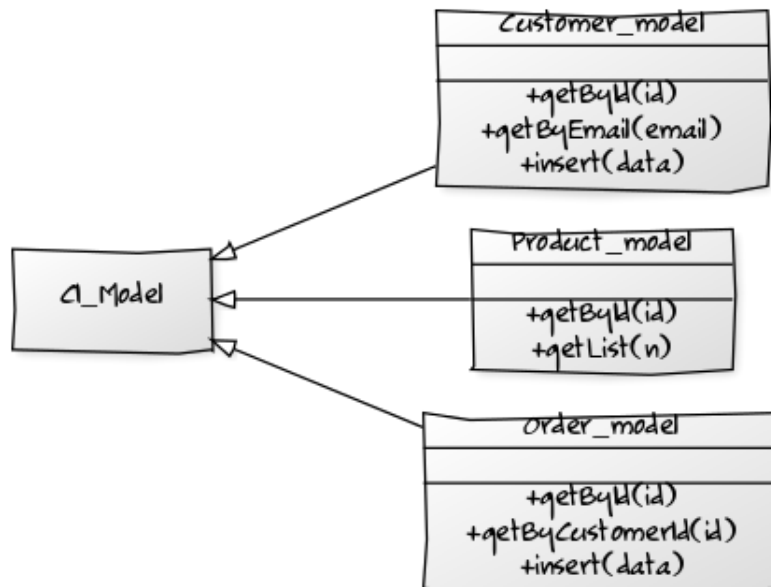 Customer_model
+getById(id)
+getByEmail(email)
+insert(data)
CI_Model
Product_model
+getById(id)
+getList(n)
Order_model
+getById(id)
+getByCustomerId(id)
+insert(data)